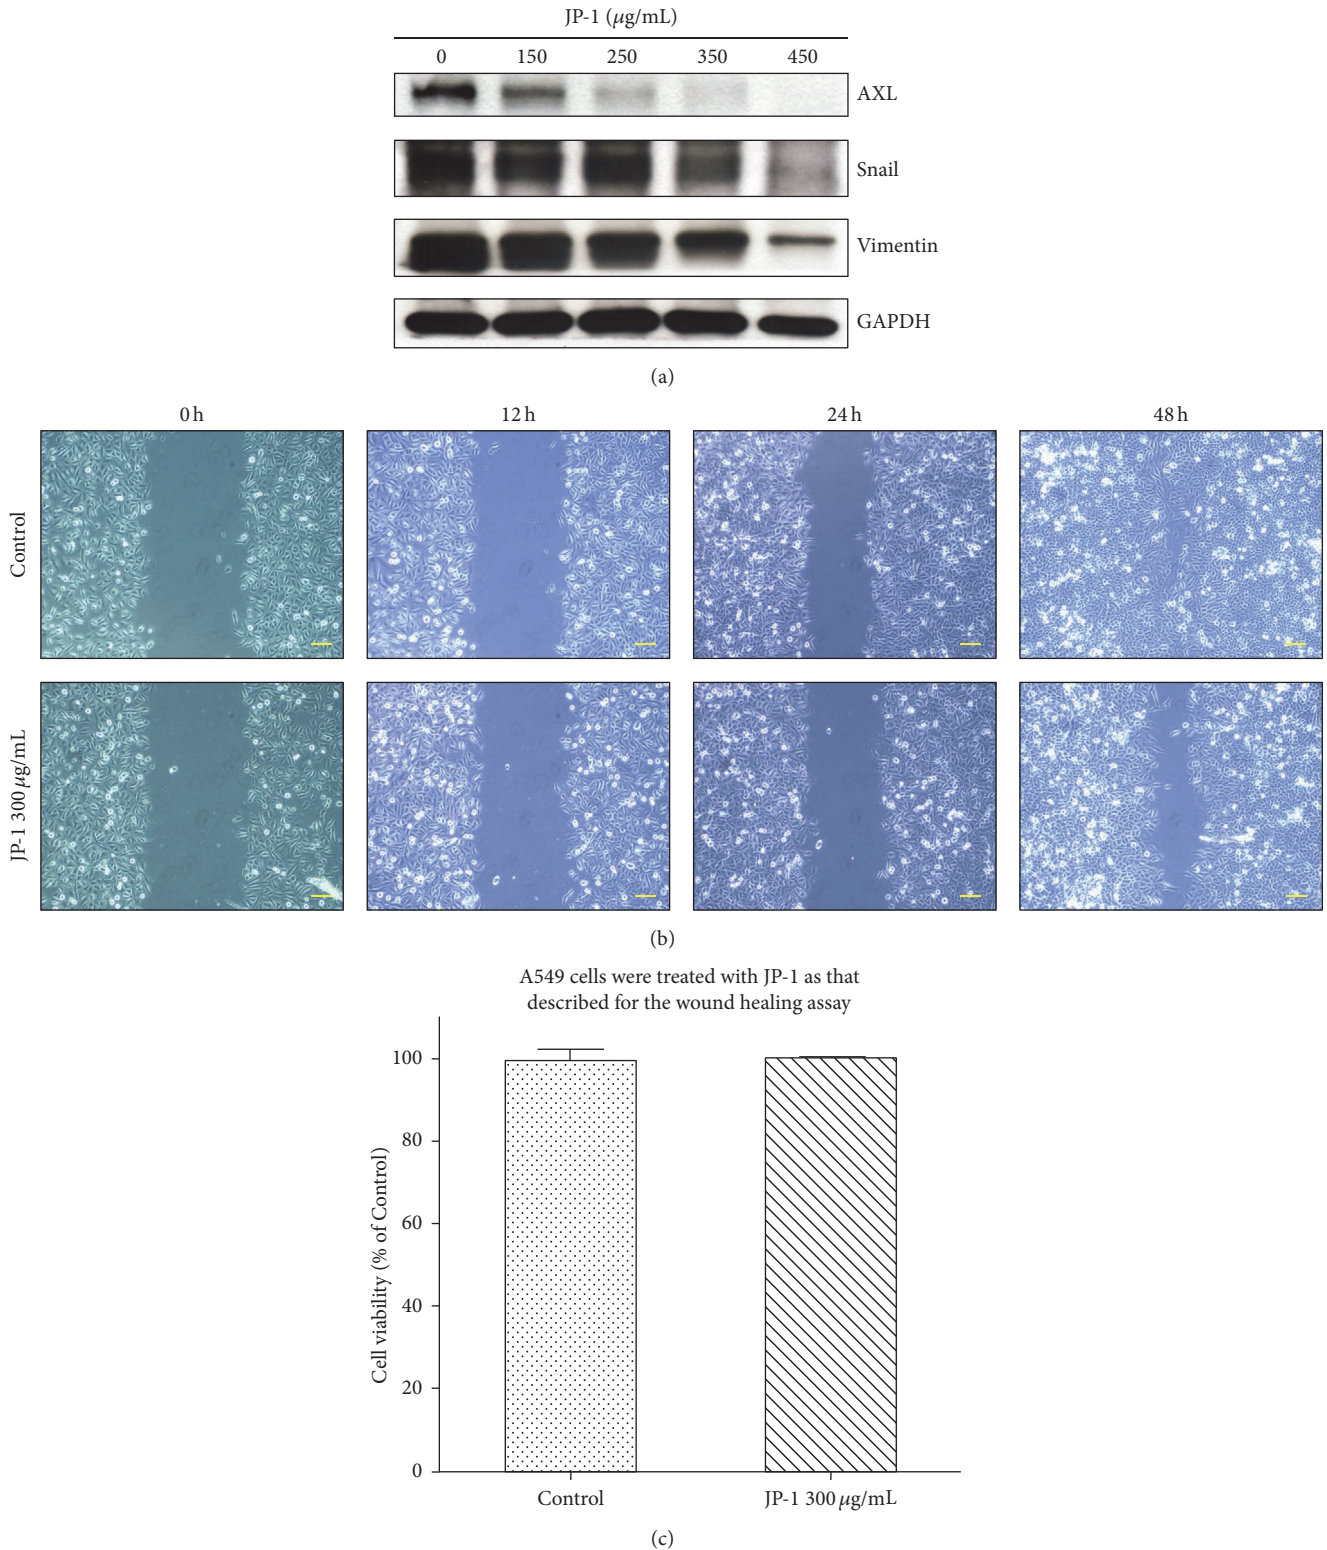 JP-1 (μg/mL)
0 150 250 350 450
AXL
Snail
Vimentin
GAPDH
(a)
0 h 12 h 24 h 48 h
Control
JP-1 300 μg/mL
(b)
A549 cells were treated with JP-1 as that
described for the wound healing assay
Cell viability (% of Control)
100
80
60
40
20
0
Control JP-1 300 μg/mL
(c)